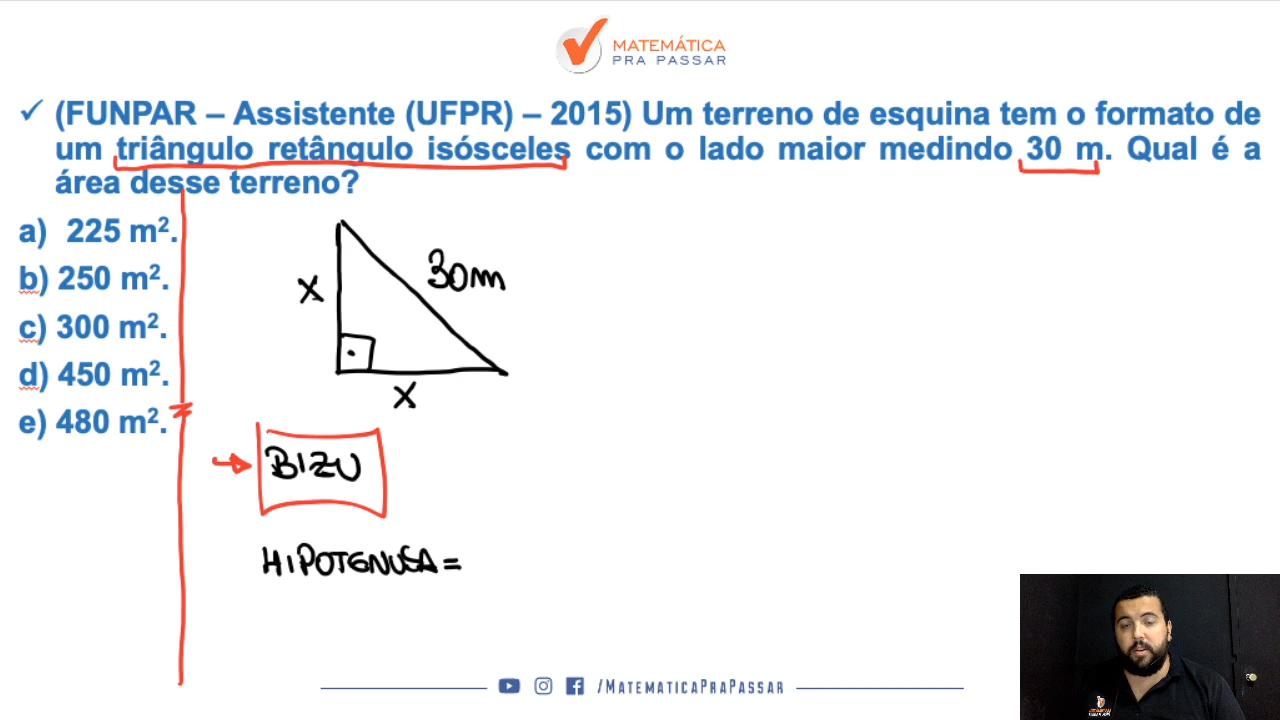 MATEMÁTICA
PRA PASSAR
✓ (FUNPAR – Assistente (UFPR) – 2015) Um terreno de esquina tem o formato de
um triângulo retângulo isósceles com o lado maior medindo 30 m. Qual é a
área desse terreno?
a) 225 m².
b) 250 m².
c) 300 m².
d) 450 m².
e) 480 m².
30m
X
X
BIZU
HIPOTENUSA =
/MATEMATICAPRAPASSAR